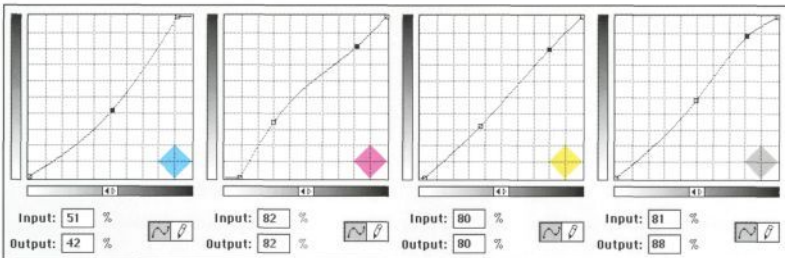 Input: 51 %
Output: 42 %
Input: 82 %
Output: 82 %
Input: 80 %
Output: 80 %
Input: 81 %
Output: 88 %